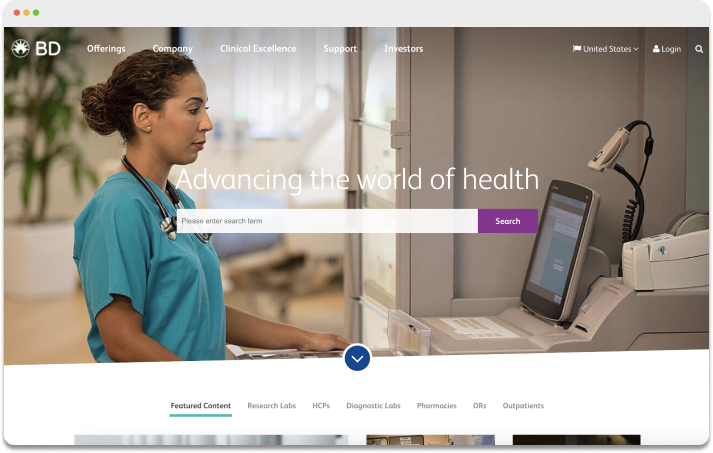 BD Offerings Company Clinical Excellence Support Investors United States Login
Advancing the world of health
Please enter search term Search
Featured Content Research Labs HCPs Diagnostic Labs Pharmacies ORs Outpatients